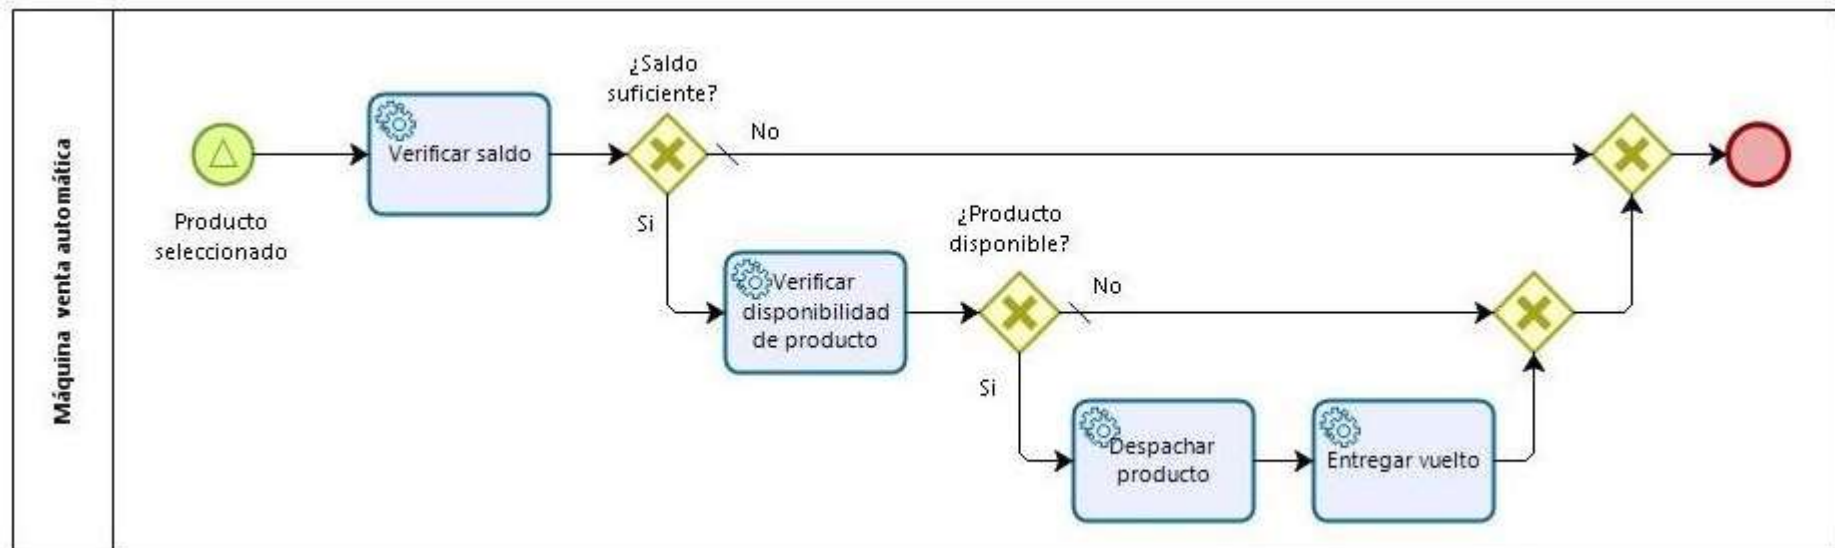 Máquina venta automática
Producto
seleccionado
Verificar saldo
¿Saldo
suficiente?
No
Si
Verificar
disponibilidad
de producto
¿Producto
disponible?
No
Si
Despachar
producto
Entregar vuelto